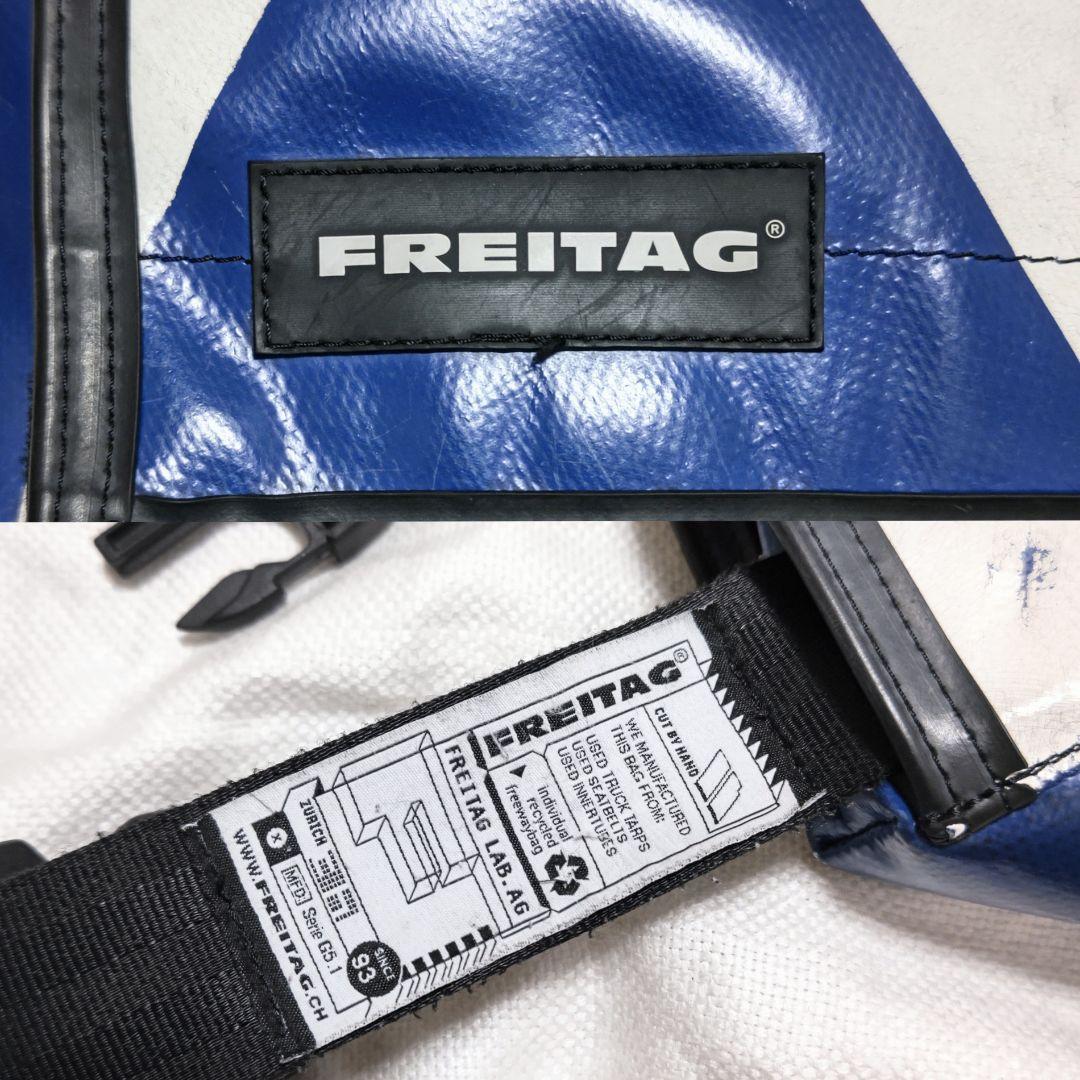 FREITAG®
FREITAG®
CUT BY HAND
WE MANUFACTURED
THIS BAG FROM:
USED TRUCK TARPS
USED SEATBELTS
USED INNERTUBES
individual
recycled
freewaybag
FREITAG LAB. AG
ZURICH
[MFD.] Serie G5.1
SINCE
93
WWW.FREITAG.CH